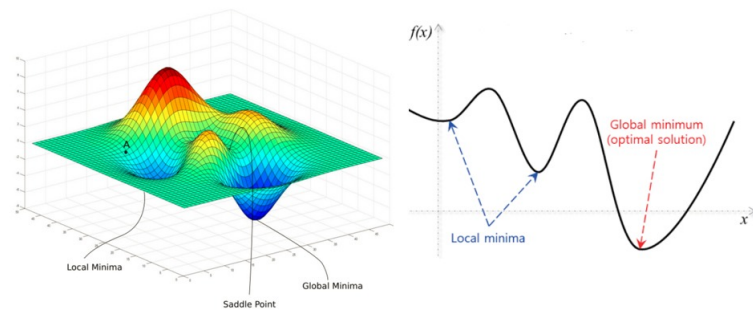 A
Local Minima
Saddle Point
Global Minima
f(x)
Global minimum
(optimal solution)
Local minima
x